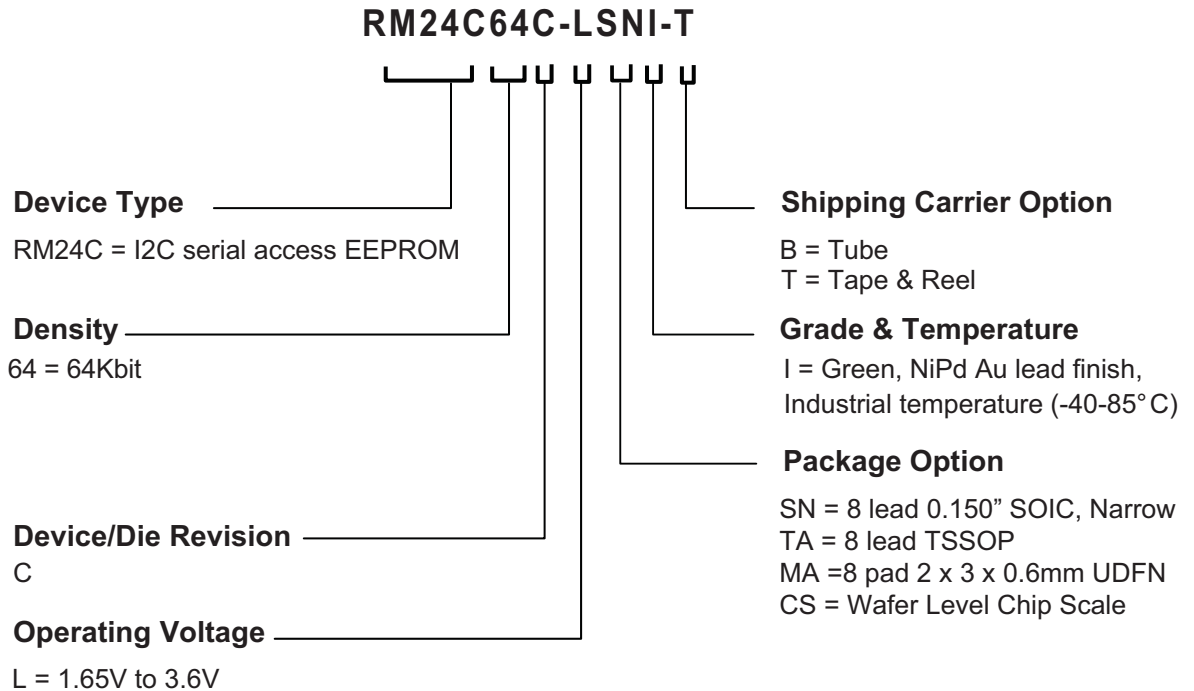 RM24C64C-LSNI-T
Device Type
RM24C = I2C serial access EEPROM
Density
64 = 64Kbit
Device/Die Revision
C
Operating Voltage
L = 1.65V to 3.6V
Shipping Carrier Option
B = Tube
T = Tape & Reel
Grade & Temperature
I = Green, NiPd Au lead finish,
Industrial temperature (-40-85° C)
Package Option
SN = 8 lead 0.150” SOIC, Narrow
TA = 8 lead TSSOP
MA =8 pad 2 x 3 x 0.6mm UDFN
CS = Wafer Level Chip Scale